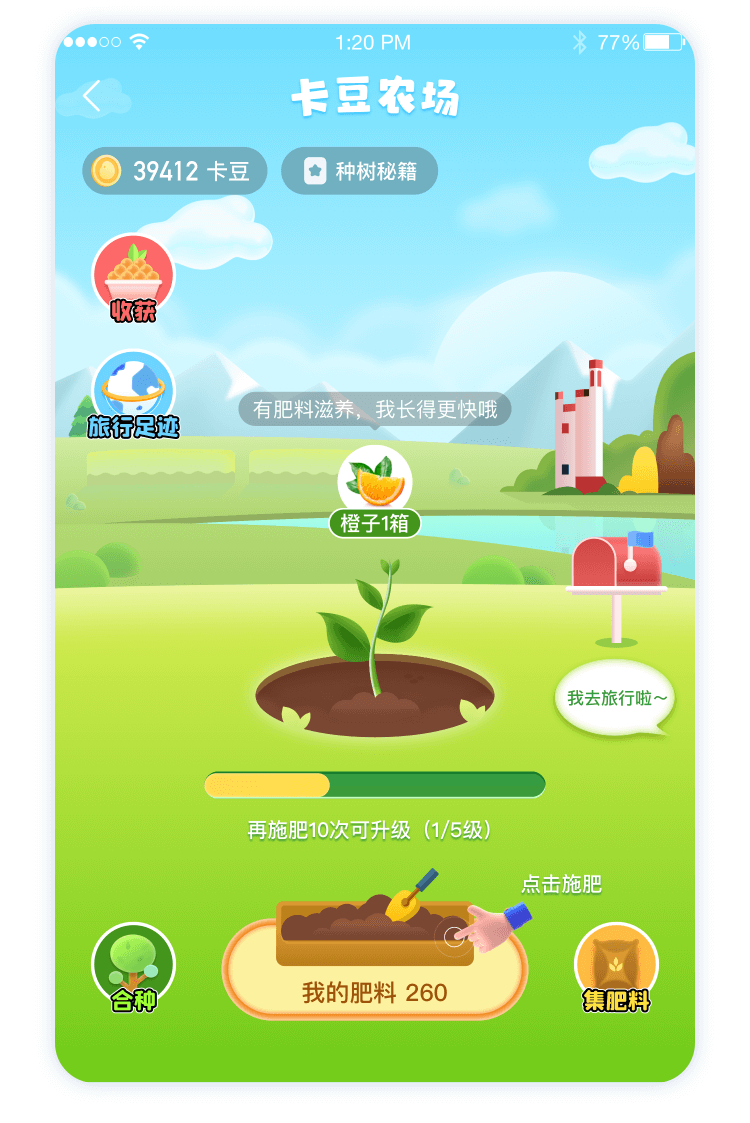 1:20 PM
77%
卡豆农场
39412 卡豆
种树秘籍
收获
旅行足迹
有肥料滋养，我长得更快哦
橙子1箱
我去旅行啦~
再施肥10次可升级（1/5级）
点击施肥
合种
我的肥料 260
集肥料